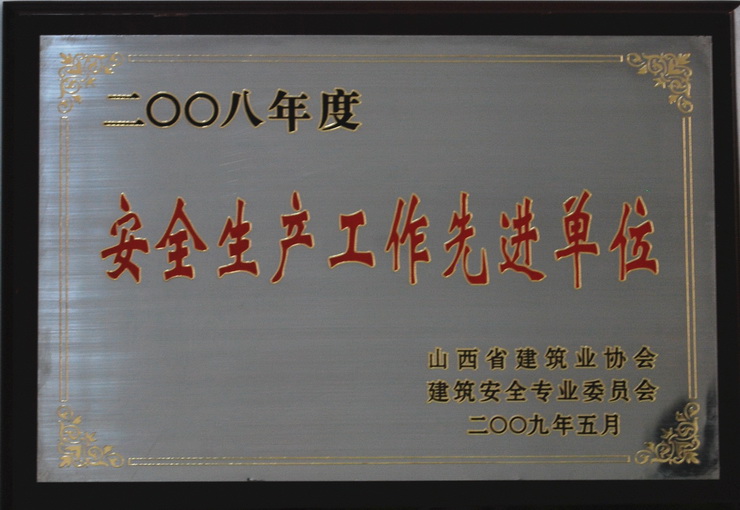 二〇〇八年度
安全生产工作先进单位
山西省建筑业协会
建筑安全专业委员会
二〇〇九年五月